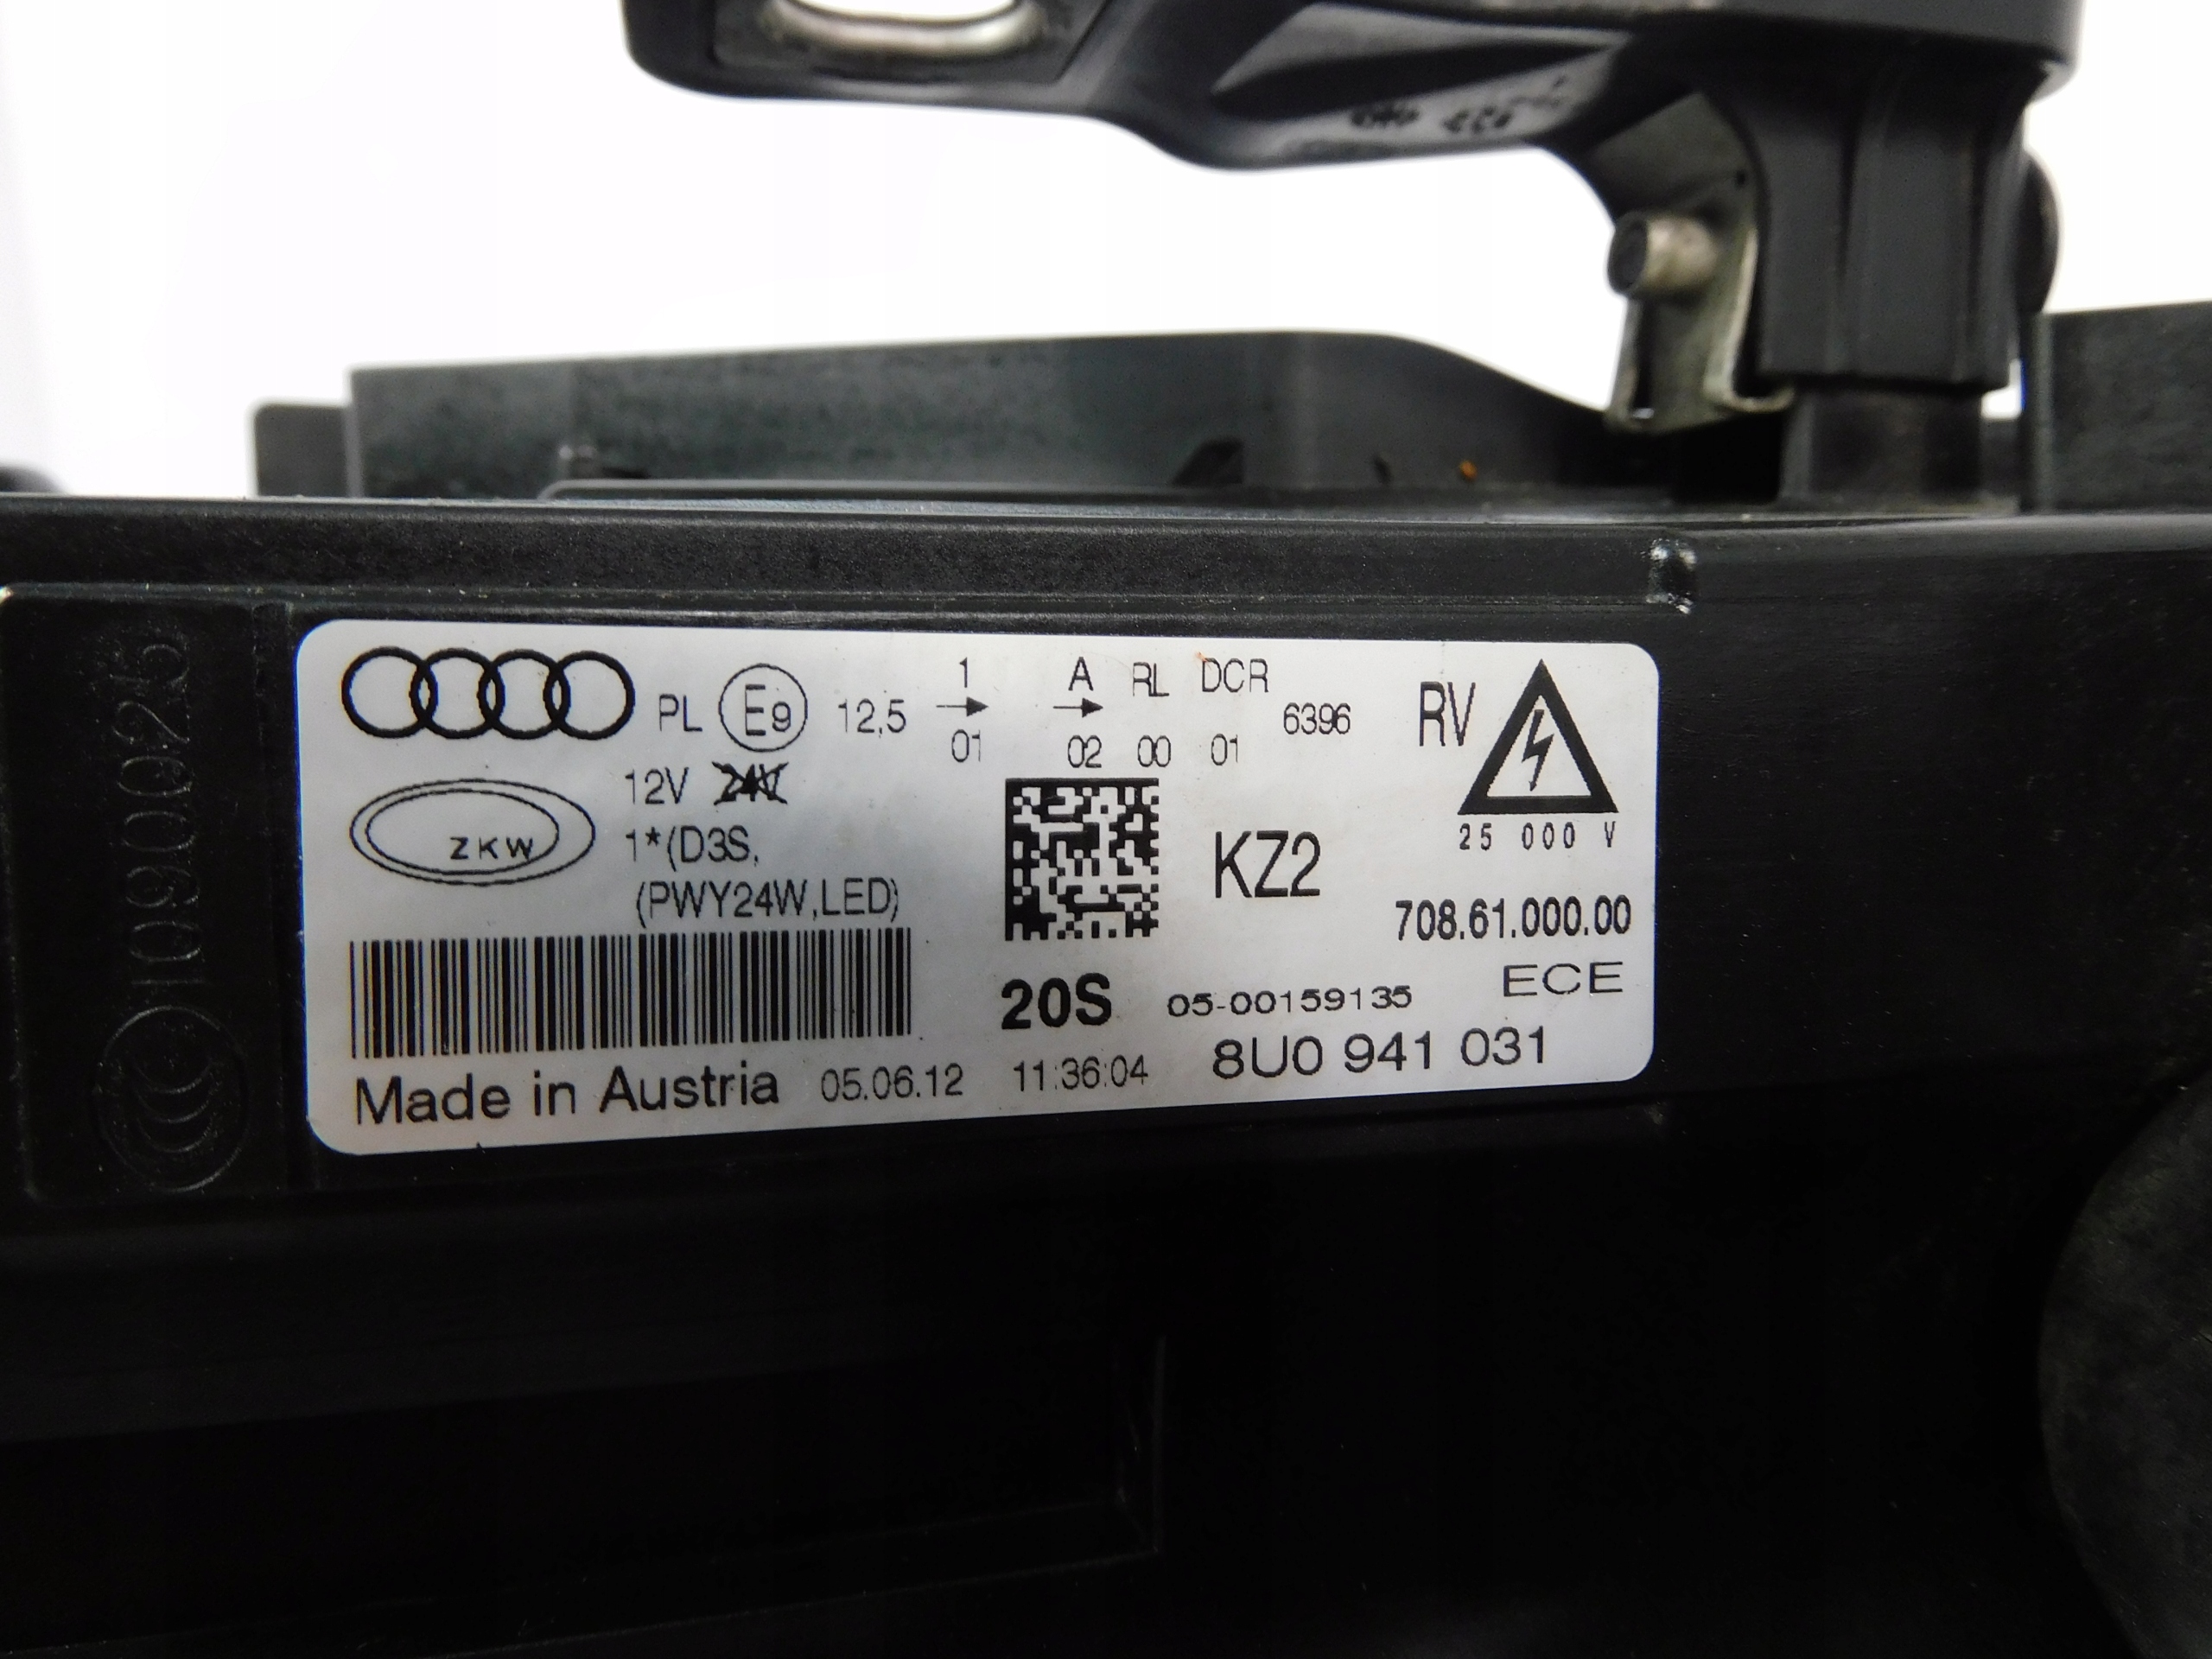 PL E9 12,5 1 A RL DCR 6396 RV
01 02 00 01
12V 24V
ZKW 1*(D3S,
(PWY24W,LED)
KZ2
25 000 V
708.61.000.00
ECE
20S 05-00159135
8U0 941 031
Made in Austria 05.06.12 11:36:04